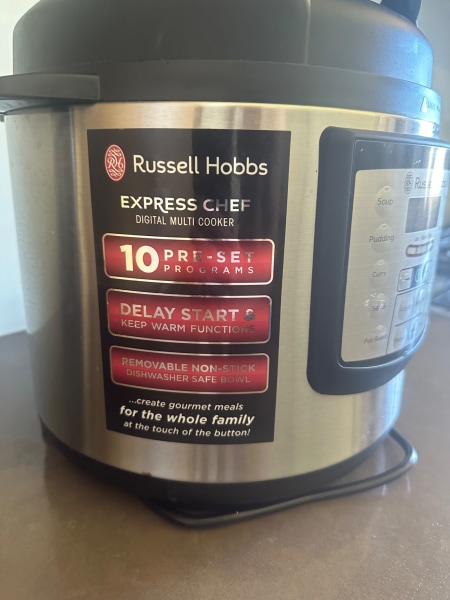 Russell Hobbs
EXPRESS CHEF
DIGITAL MULTI COOKER
10 PRE-SET
PROGRAMS
DELAY START &
KEEP WARM FUNCTIONS
REMOVABLE NON-STICK
DISHWASHER SAFE BOWL
...create gourmet meals
for the whole family
at the touch of the button!
Russell Hobbs
Soup
Pudding
Curry